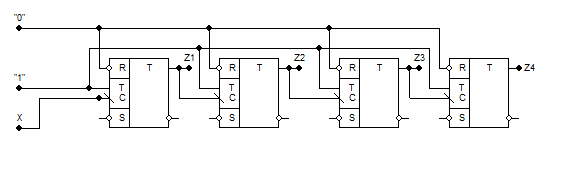 "0"
Z1 Z2 Z3 Z4
R T R T R T R T
"1" T T T T
X C C C C
S S S S